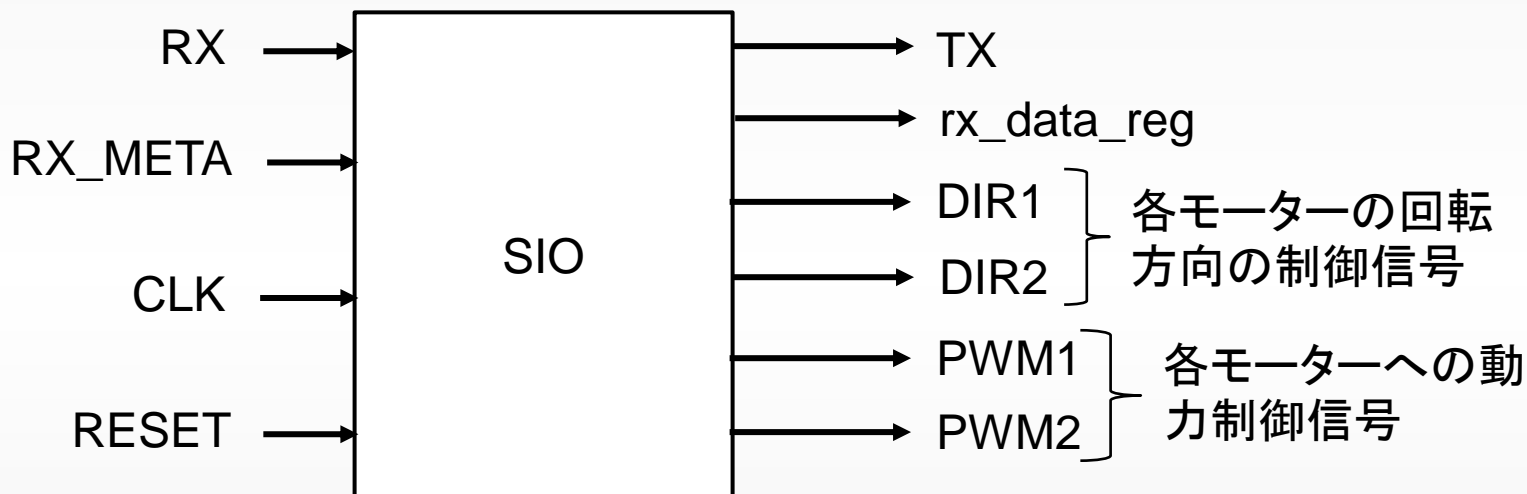 RX
RX_META
CLK
RESET
SIO
TX
rx_data_reg
DIR1
DIR2
各モーターの回転
方向の制御信号
PWM1
PWM2
各モーターへの動
力制御信号